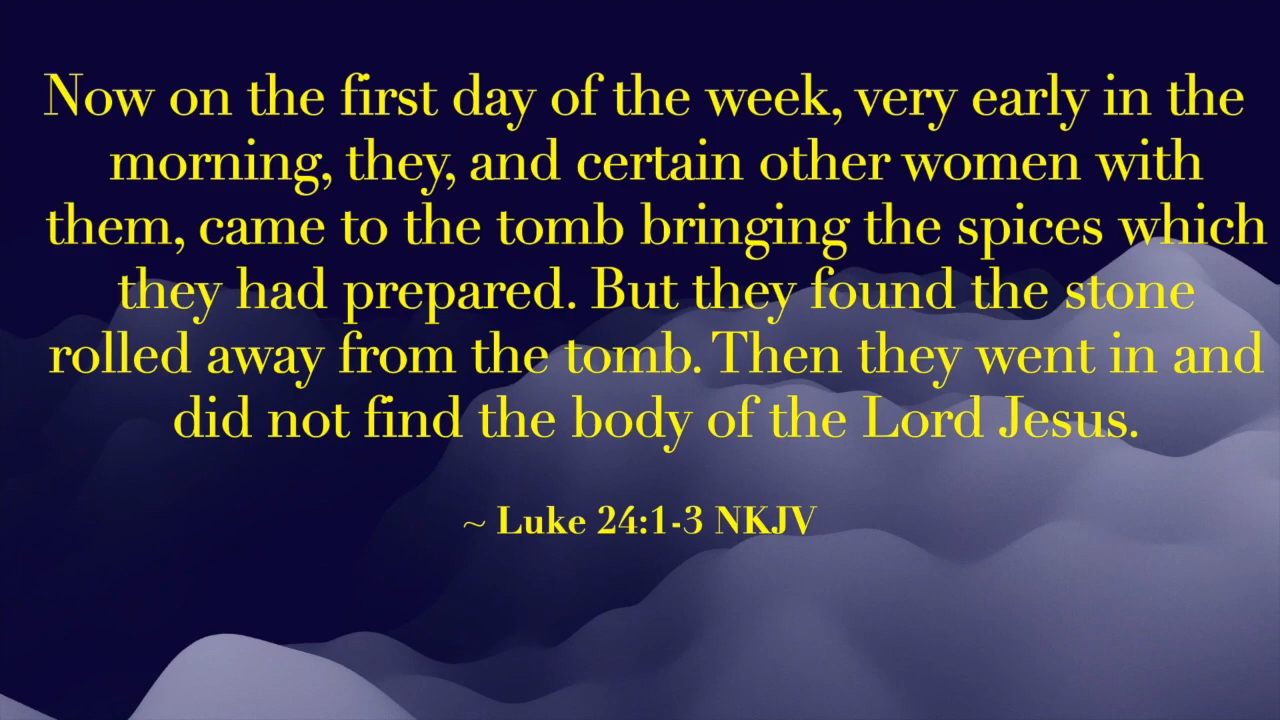 Now on the first day of the week, very early in the
morning, they, and certain other women with
them, came to the tomb bringing the spices which
they had prepared. But they found the stone
rolled away from the tomb. Then they went in and
did not find the body of the Lord Jesus.
~ Luke 24:1-3 NKJV